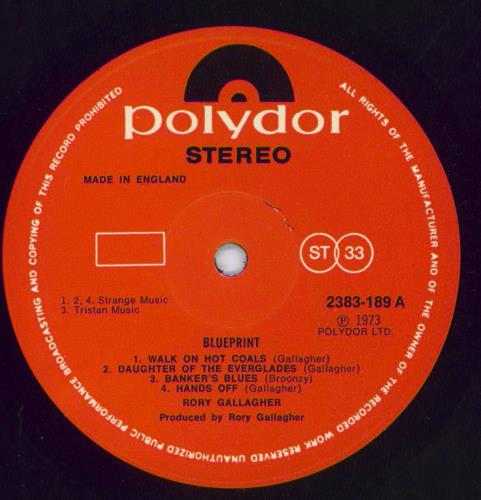 polydor
STEREO
MADE IN ENGLAND
ST 33
1, 2, 4. Strange Music
3. Tristan Music
2383-189 A
Ⓟ 1973
POLYDOR LTD.
BLUEPRINT
1. WALK ON HOT COALS (Gallagher)
2. DAUGHTER OF THE EVERGLADES (Gallagher)
3. BANKER'S BLUES (Broonzy)
4. HANDS OFF (Gallagher)
RORY GALLAGHER
Produced by Rory Gallagher
ALL RIGHTS OF THE MANUFACTURER AND OF THE OWNER OF THE RECORDED WORK RESERVED UNAUTHORIZED PUBLIC PERFORMANCE BROADCASTING AND COPYING OF THIS RECORD PROHIBITED